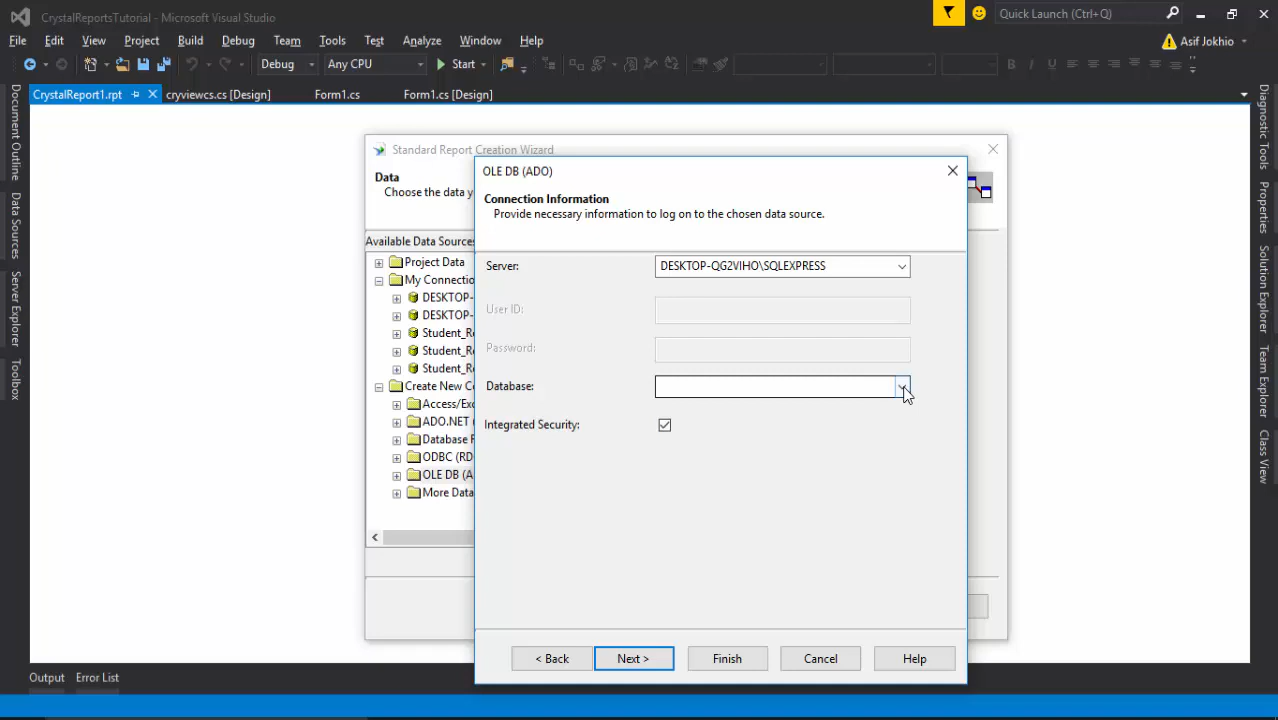 CrystalReportsTutorial - Microsoft Visual Studio
Quick Launch (Ctrl+Q)
File Edit View Project Build Debug Team Tools Test Analyze Window Help
Asif Jokhio
Debug Any CPU Start
CrystalReport1.rpt cryviewcs.cs [Design] Form1.cs Form1.cs [Design]
Document Outline
Data Sources
Server Explorer
Toolbox
Standard Report Creation Wizard
Data
Choose the data y
Available Data Sources
Project Data
My Connectio
DESKTOP-
DESKTOP-
Student_Re
Student_Re
Student_Re
Create New Co
Access/Exc
ADO.NET (
Database F
ODBC (RD
OLE DB (A
More Data
OLE DB (ADO)
Connection Information
Provide necessary information to log on to the chosen data source.
Server: DESKTOP-QG2VIHO\SQLEXPRESS
User ID:
Password:
Database:
Integrated Security:
< Back Next > Finish Cancel Help
Diagnostic Tools
Properties
Solution Explorer
Team Explorer
Class View
Output Error List